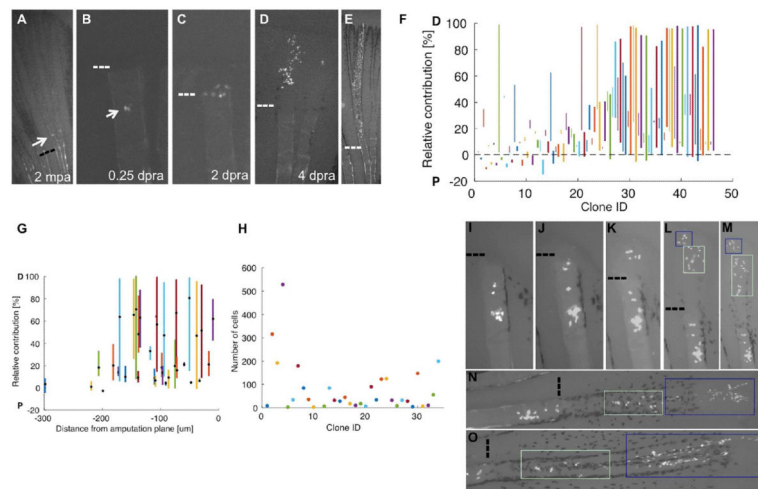 A
2 mpa
B
0.25 dpra
C
2 dpra
D
4 dpra
E
F
Relative contribution [%]
D
100
80
60
40
20
0
P
-20
0 10 20 30 40 50
Clone ID
G
Relative contribution [%]
D
100
80
60
40
20
0
P
-20
-300 -200 -100 0
Distance from amputation plane [um]
H
Number of cells
600
500
400
300
200
100
0
0 10 20 30
Clone ID
I
J
K
L
M
N
O